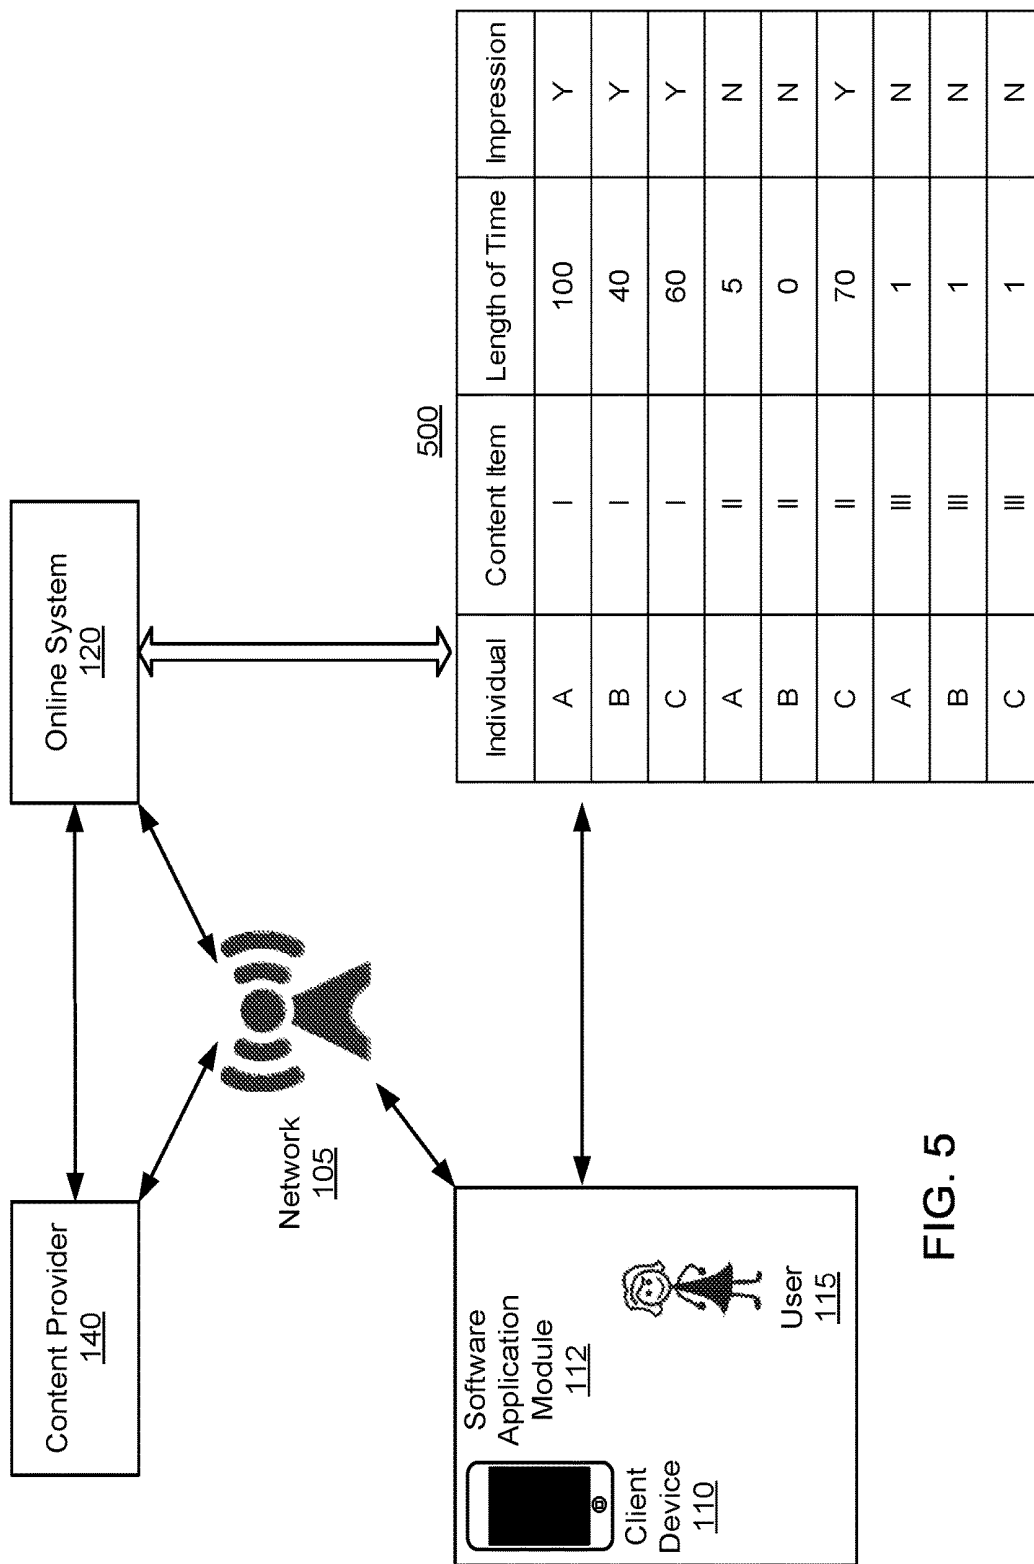 Content Provider
140
Online System
120
Network
105
Software
Application
Module
112
Client
Device
110
User
115
500
Individual Content Item Length of Time Impression
A I 100 Y
B I 40 Y
C I 60 Y
A II 5 N
B II 0 N
C II 70 Y
A III 1 N
B III 1 N
C III 1 N
FIG. 5